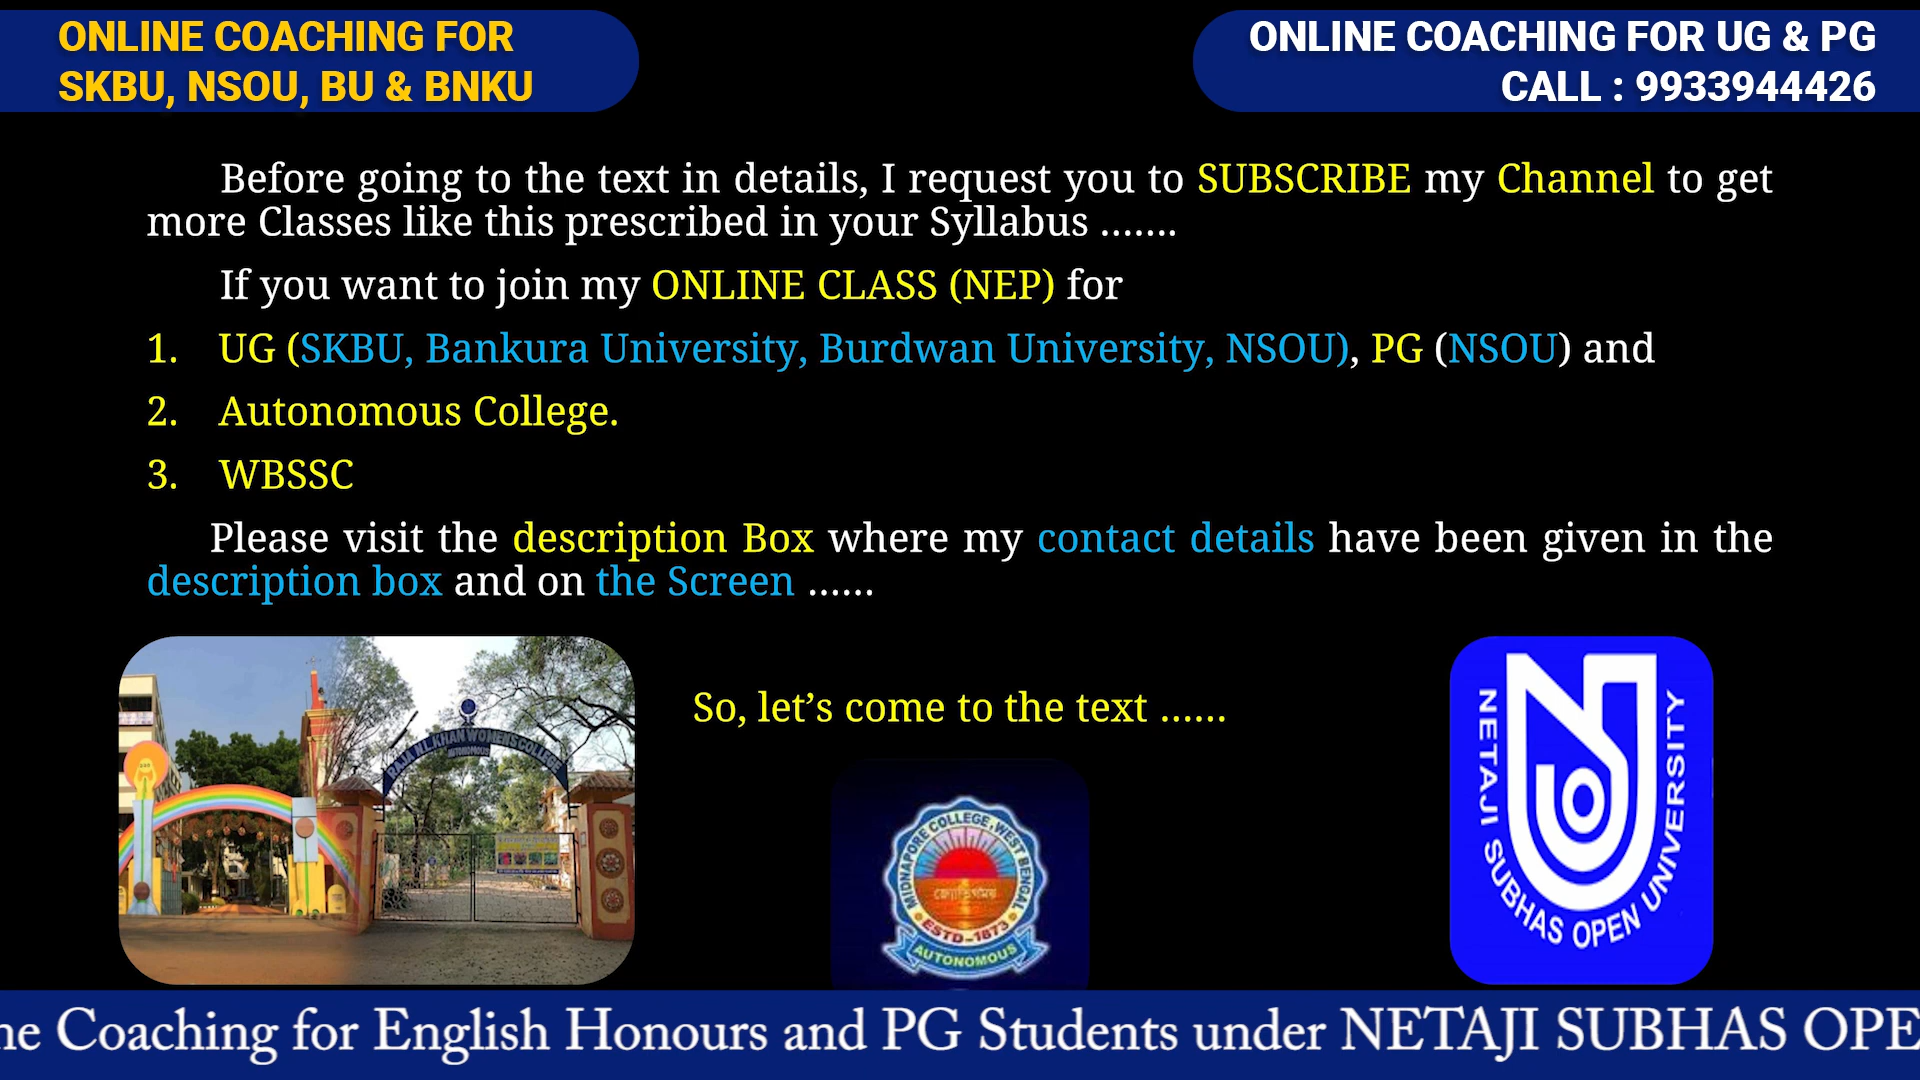 ONLINE COACHING FOR
SKBU, NSOU, BU & BNKU
ONLINE COACHING FOR UG & PG
CALL : 9933944426
Before going to the text in details, I request you to SUBSCRIBE my Channel to get
more Classes like this prescribed in your Syllabus …….
If you want to join my ONLINE CLASS (NEP) for
1. UG (SKBU, Bankura University, Burdwan University, NSOU), PG (NSOU) and
2. Autonomous College.
3. WBSSC
Please visit the description Box where my contact details have been given in the
description box and on the Screen ……
So, let’s come to the text ……
RAJA N.L. KHAN WOMEN'S COLLEGE
AUTONOMOUS
MIDNAPORE COLLEGE, WEST BENGAL
ESTD-1873
AUTONOMOUS
NETAJI SUBHAS OPEN UNIVERSITY
ne Coaching for English Honours and PG Students under NETAJI SUBHAS OPE